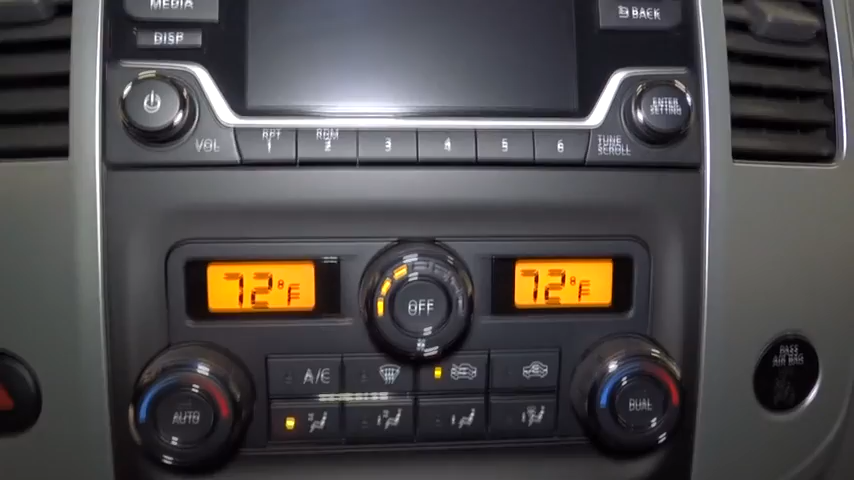 MEDIA
BACK
DISP
VOL
RPT
1
RDM
2
3
4
5
6
TUNE
SCROLL
ENTER
SETTING
72°F
OFF
72°F
A/C
AUTO
DUAL
PASS
AIR BAG